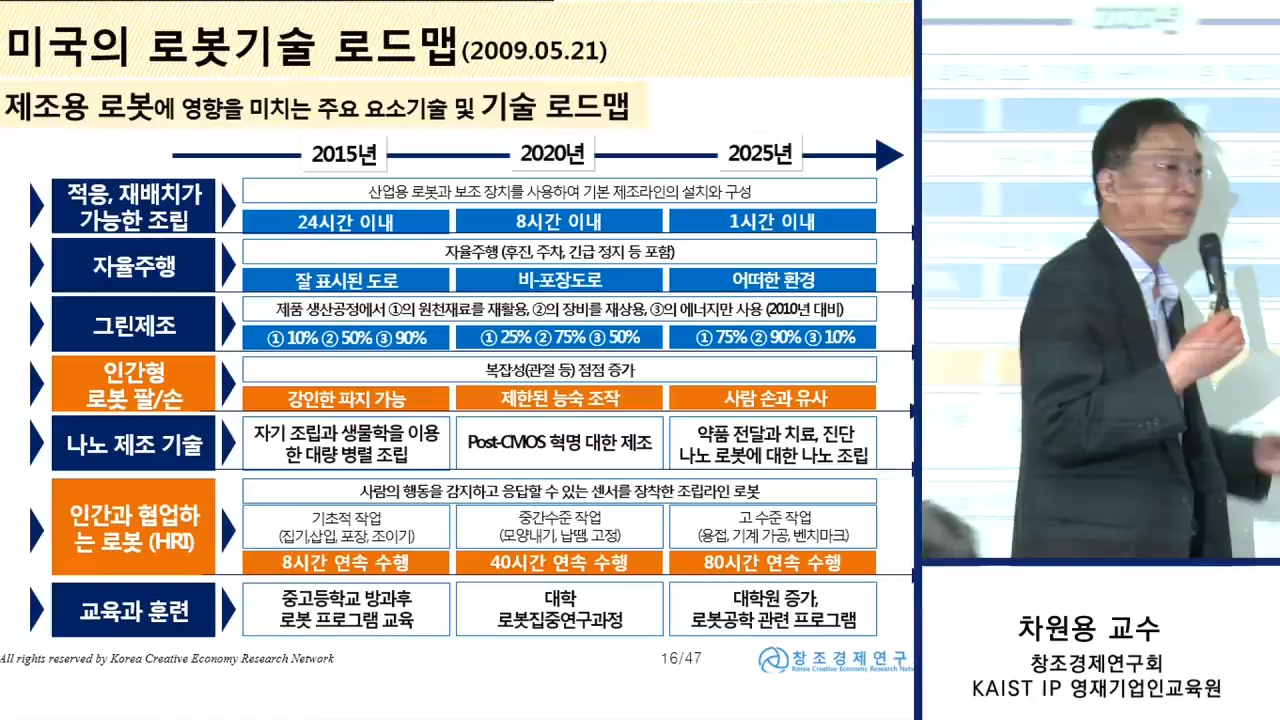 미국의 로봇기술 로드맵(2009.05.21)
제조용 로봇에 영향을 미치는 주요 요소기술 및 기술 로드맵
2015년 2020년 2025년
적응, 재배치가
가능한 조립
산업용 로봇과 보조 장치를 사용하여 기본 제조라인의 설치와 구성
24시간 이내 8시간 이내 1시간 이내
자율주행
자율주행 (후진, 주차, 긴급 정지 등 포함)
잘 표시된 도로 비-포장도로 어떠한 환경
그린제조
제품 생산공정에서 ①의 원천재료를 재활용, ②의 장비를 재상용, ③의 에너지만 사용 (2010년 대비)
① 10% ② 50% ③ 90% ① 25% ② 75% ③ 50% ① 75% ② 90% ③ 10%
인간형
로봇 팔/손
복잡성(관절 등) 점점 증가
강인한 파지 가능 제한된 능숙 조작 사람 손과 유사
나노 제조 기술
자기 조립과 생물학을 이용
한 대량 병렬 조립
Post-CMOS 혁명 대한 제조
약품 전달과 치료, 진단
나노 로봇에 대한 나노 조립
인간과 협업하
는 로봇 (HRI)
사람의 행동을 감지하고 응답할 수 있는 센서를 장착한 조립라인 로봇
기초적 작업
(집기,삽입, 포장, 조이기)
중간수준 작업
(모양내기, 납땜, 고정)
고 수준 작업
(용접, 기계 가공, 벤치마크)
8시간 연속 수행 40시간 연속 수행 80시간 연속 수행
교육과 훈련
중고등학교 방과후
로봇 프로그램 교육
대학
로봇집중연구과정
대학원 증가,
로봇공학 관련 프로그램
All rights reserved by Korea Creative Economy Research Network
16/47
창조경제연구
Korea Creative Economy Research Netw
차원용 교수
창조경제연구회
KAIST IP 영재기업인교육원